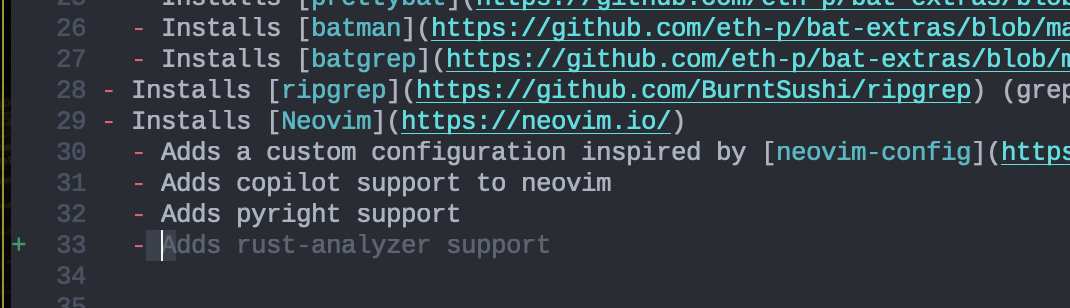 - Installs [prettybat](https://github.com/eth-p/bat-extras/blob
26 - Installs [batman](https://github.com/eth-p/bat-extras/blob/ma
27 - Installs [batgrep](https://github.com/eth-p/bat-extras/blob/m
28 - Installs [ripgrep](https://github.com/BurntSushi/ripgrep) (grep
29 - Installs [Neovim](https://neovim.io/)
30 - Adds a custom configuration inspired by [neovim-config](https
31 - Adds copilot support to neovim
32 - Adds pyright support
+ 33 - Adds rust-analyzer support
34
35